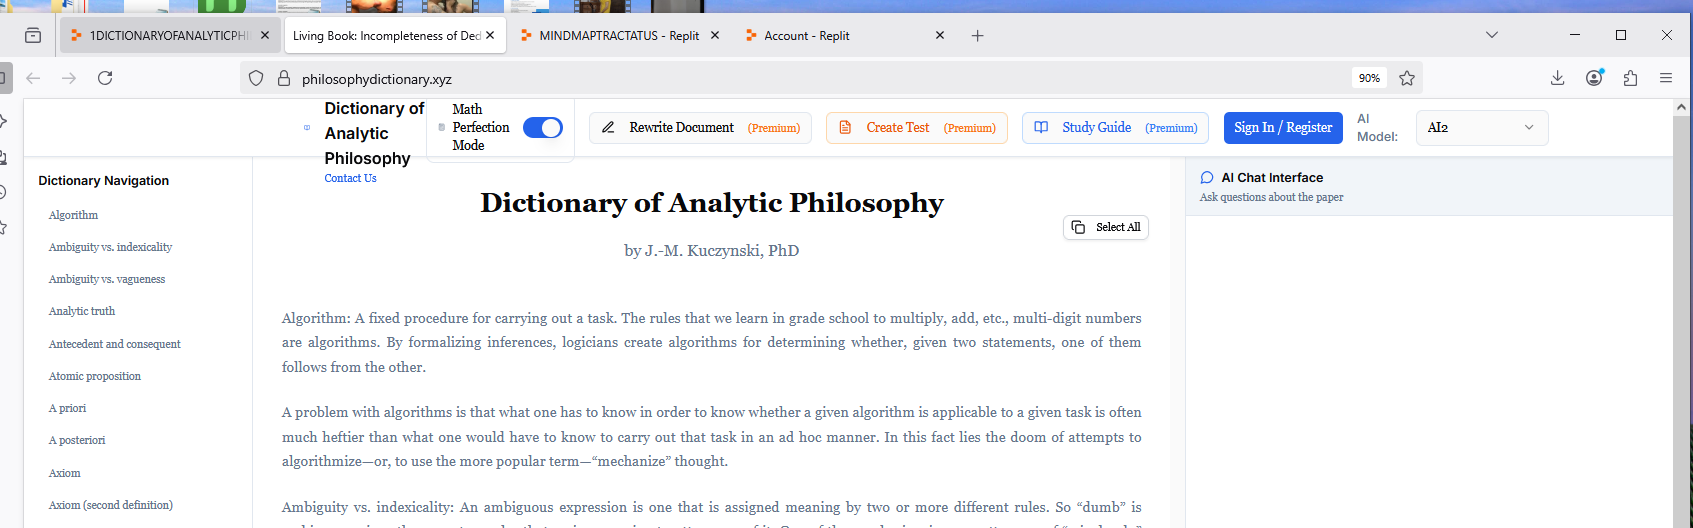 1DICTIONARYOFANALYTICPHI
Living Book: Incompleteness of Ded
MINDMAPTRACTATUS - Replit
Account - Replit
philosophydictionary.xyz
90%
Dictionary of
Analytic
Philosophy
Contact Us
Math
Perfection
Mode
Rewrite Document (Premium)
Create Test (Premium)
Study Guide (Premium)
Sign In / Register
AI
Model:
AI2
Dictionary Navigation
Algorithm
Ambiguity vs. indexicality
Ambiguity vs. vagueness
Analytic truth
Antecedent and consequent
Atomic proposition
A priori
A posteriori
Axiom
Axiom (second definition)
Dictionary of Analytic Philosophy
Select All
by J.-M. Kuczynski, PhD
Algorithm: A fixed procedure for carrying out a task. The rules that we learn in grade school to multiply, add, etc., multi-digit numbers
are algorithms. By formalizing inferences, logicians create algorithms for determining whether, given two statements, one of them
follows from the other.
A problem with algorithms is that what one has to know in order to know whether a given algorithm is applicable to a given task is often
much heftier than what one would have to know to carry out that task in an ad hoc manner. In this fact lies the doom of attempts to
algorithmize—or, to use the more popular term—“mechanize” thought.
Ambiguity vs. indexicality: An ambiguous expression is one that is assigned meaning by two or more different rules. So “dumb” is
AI Chat Interface
Ask questions about the paper